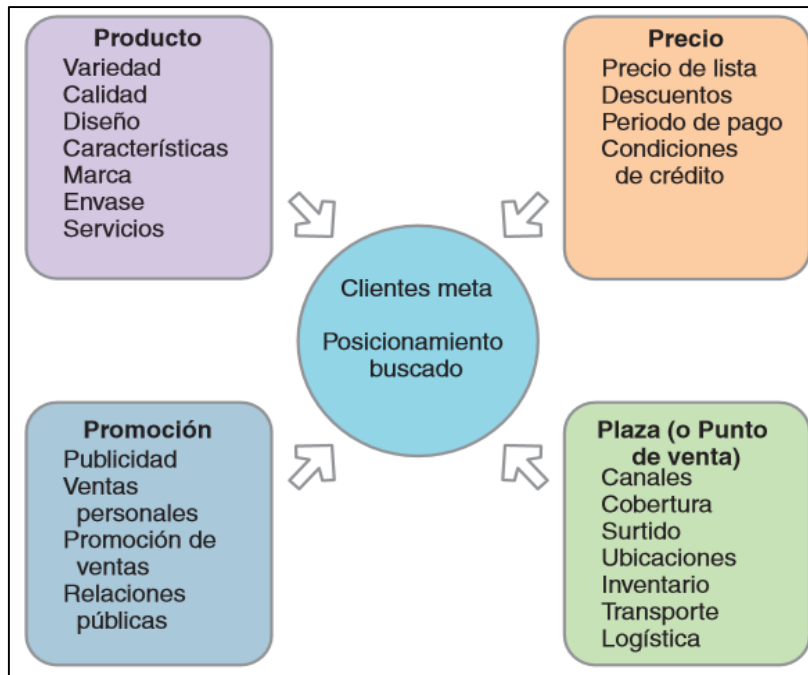 Producto
Variedad
Calidad
Diseño
Características
Marca
Envase
Servicios
Precio
Precio de lista
Descuentos
Periodo de pago
Condiciones
de crédito
Clientes meta
Posicionamiento
buscado
Promoción
Publicidad
Ventas
personales
Promoción de
ventas
Relaciones
públicas
Plaza (o Punto
de venta)
Canales
Cobertura
Surtido
Ubicaciones
Inventario
Transporte
Logística